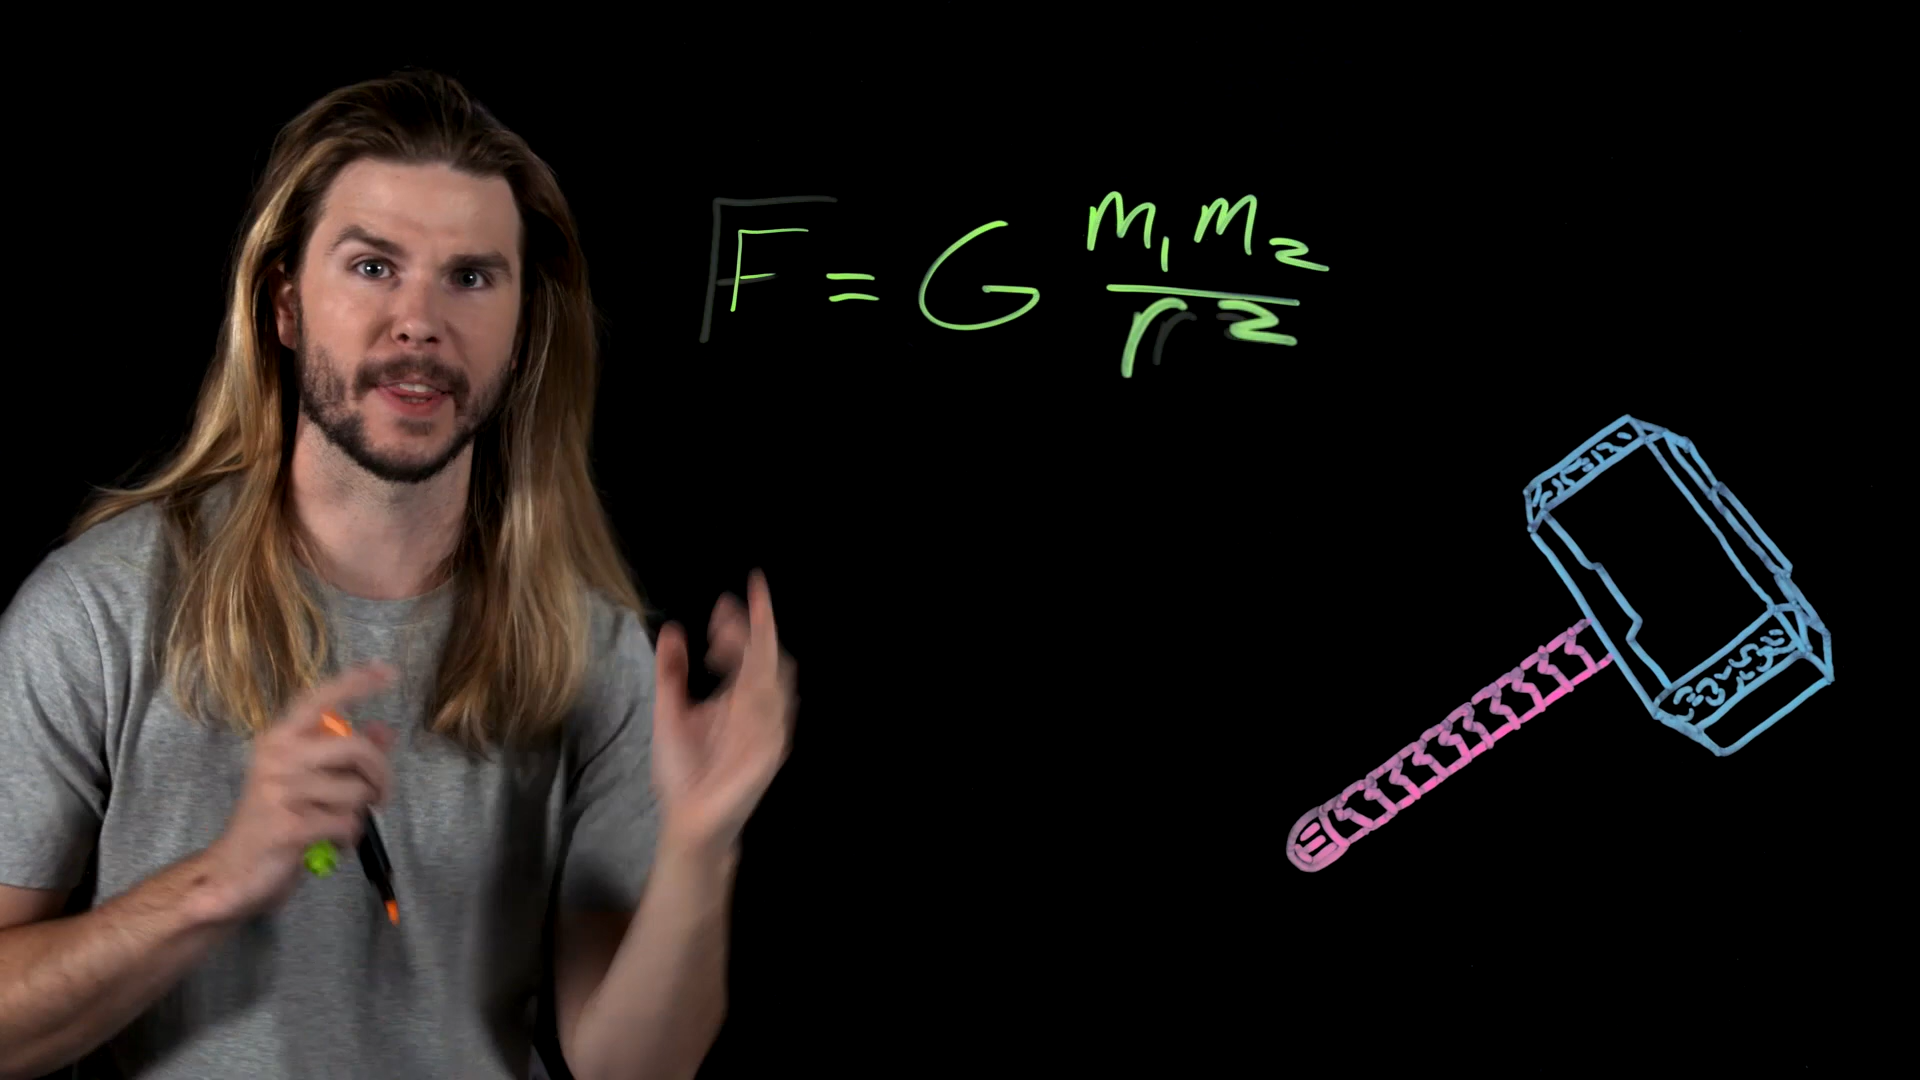 F = G m₁m₂/r²